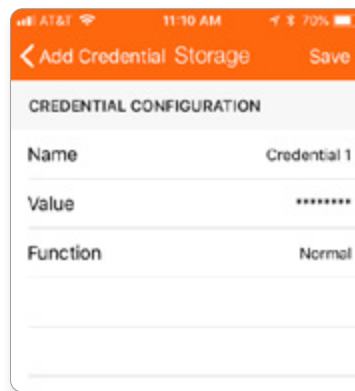 AT&T 11:10 AM 70%
Add Credential Storage Save
CREDENTIAL CONFIGURATION
Name Credential 1
Value ********
Function Normal